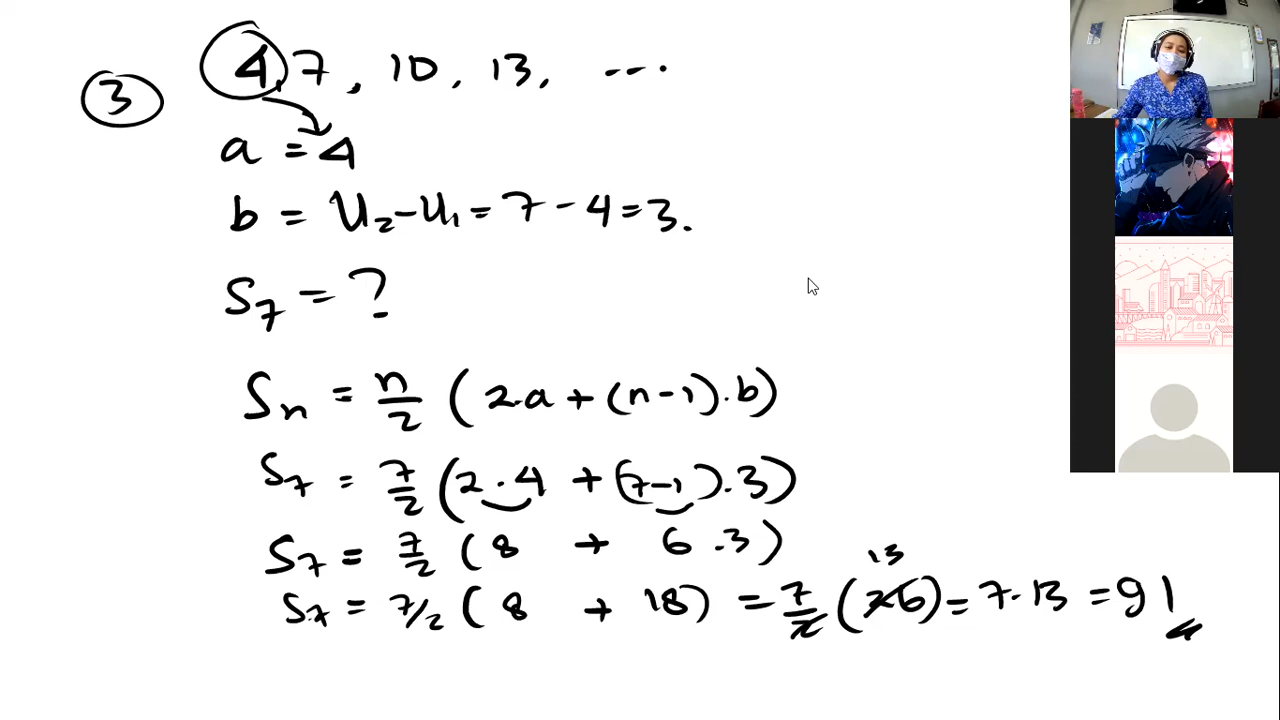 ③ 4, 7, 10, 13, ...
a = 4
b = U₂ - U₁ = 7 - 4 = 3.
S₇ = ?
Sₙ = n/2 (2.a + (n-1).b)
S₇ = 7/2 (2.4 + (7-1).3)
S₇ = 7/2 (8 + 6.3)
13
S₇ = 7/2 (8 + 18) = 7/2 (26) = 7.13 = 91